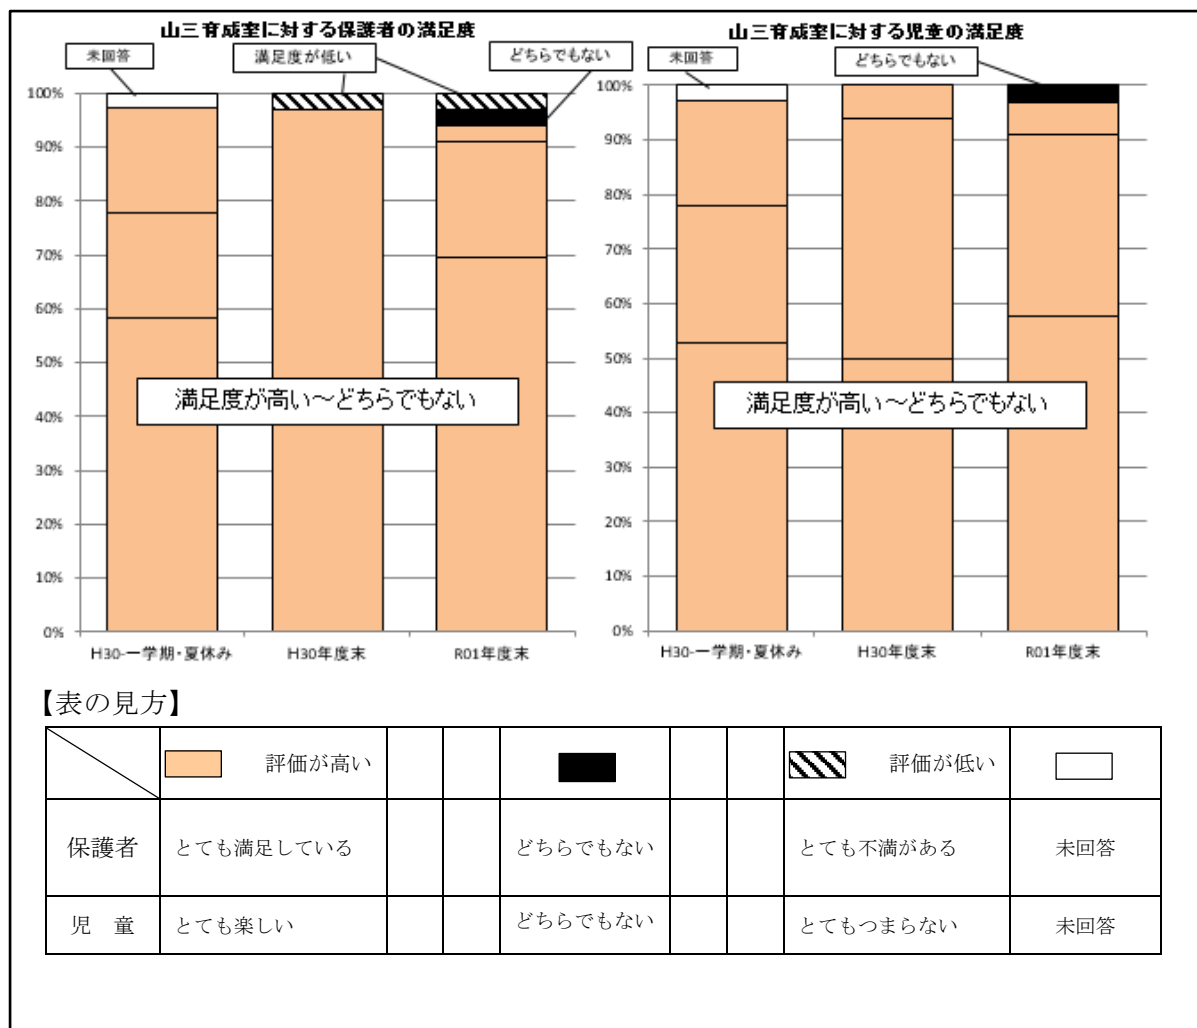 山三育成室に対する保護者の満足度
未回答
満足度が低い
どちらでもない
100%
90%
80%
70%
60%
50%
40%
30%
20%
10%
0%
満足度が高い～どちらでもない
H30-一学期・夏休み
H30年度末
R01年度末
山三育成室に対する児童の満足度
未回答
どちらでもない
100%
90%
80%
70%
60%
50%
40%
30%
20%
10%
0%
満足度が高い～どちらでもない
H30-一学期・夏休み
H30年度末
R01年度末
【表の見方】
評価が高い 評価が低い
保護者 とても満足している どちらでもない とても不満がある 未回答
児　童 とても楽しい どちらでもない とてもつまらない 未回答